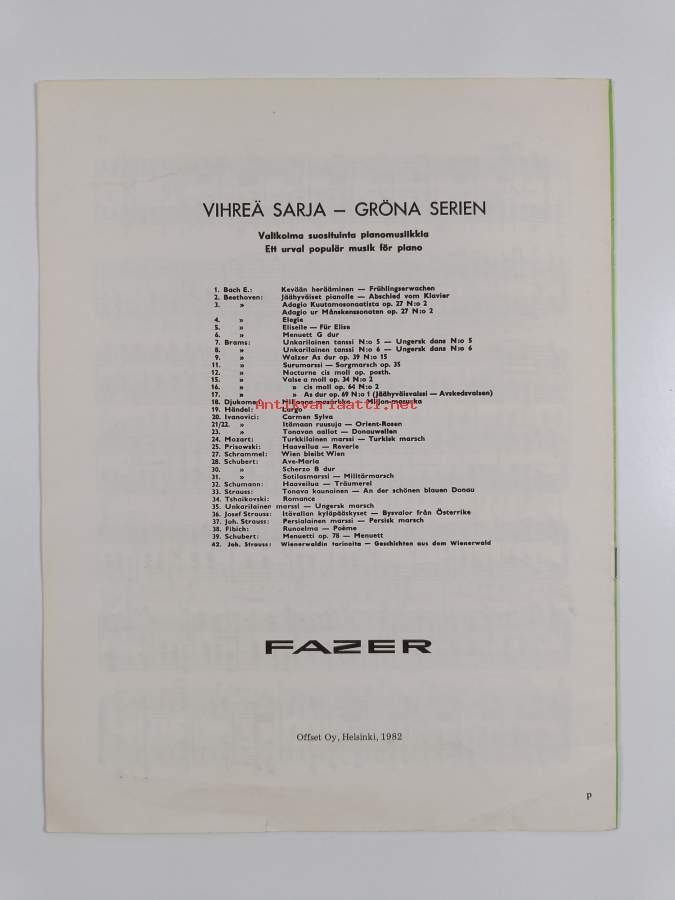 VIHREÄ SARJA — GRÖNA SERIEN
Valikoima suosituinta pianomusiikkia
Ett urval populär musik för piano
1. Bach E.: Kevään herääminen — Frühlingserwachen
2. Beethoven: Jäähyväiset pianolle — Abschied vom Klavier
3. » Adagio Kuutamosonaatista op. 27 N:o 2
Adagio ur Månskenssonaten op. 27 N:o 2
4. » Elegie
5. » Eliselle — Für Elise
6. » Menuett G dur
7. Brams: Unkarilainen tanssi N:o 5 — Ungersk dans N:o 5
8. » Unkarilainen tanssi N:o 6 — Ungersk dans N:o 6
9. » Walzer As dur op. 39 N:o 15
11. » Surumarssi — Sorgmarsch op. 35
12. » Nocturne cis moll op. posth.
15. » Valse a moll op. 34 N:o 2
16. » » cis moll op. 64 N:o 2
17. » » As dur op. 69 N:o 1 (Jäähyväisvalssi — Avskedsvalsen)
18. Djukome Miljoona masurkka — Miljon-masurka
19. Händel: Largo
20. Ivanovici: Carmen Sylva
21/22. » Itämaan ruusuja — Orient-Rosen
23. » Tonavan aallot — Donauwellen
24. Mozart: Turkkilainen marssi — Turkisk marsch
25. Prisowski: Haaveilua — Reverie
27. Schrammel: Wien bleibt Wien
28. Schubert: Ave-Maria
30. » Scherzo B dur
31. » Sotilasmarssi — Militärmarsch
32. Schumann: Haaveilua — Träumerei
33. Strauss: Tonava kaunainen — An der schönen blauen Donau
34. Tshaikovski: Romance
35. Unkarilainen marssi — Ungersk marsch
36. Josef Strauss: Itävallan kyläpääskyset — Bysvalor från Österrike
37. Joh. Strauss: Persialainen marssi — Persisk marsch
38. Fibich: Runoelma — Poème
39. Schubert: Menuetti op. 78 — Menuett
42. Joh. Strauss: Wienerwaldin tarinoita — Geschichten aus dem Wienerwald
Antikvariaatti.net
FAZER
Offset Oy, Helsinki, 1982
p